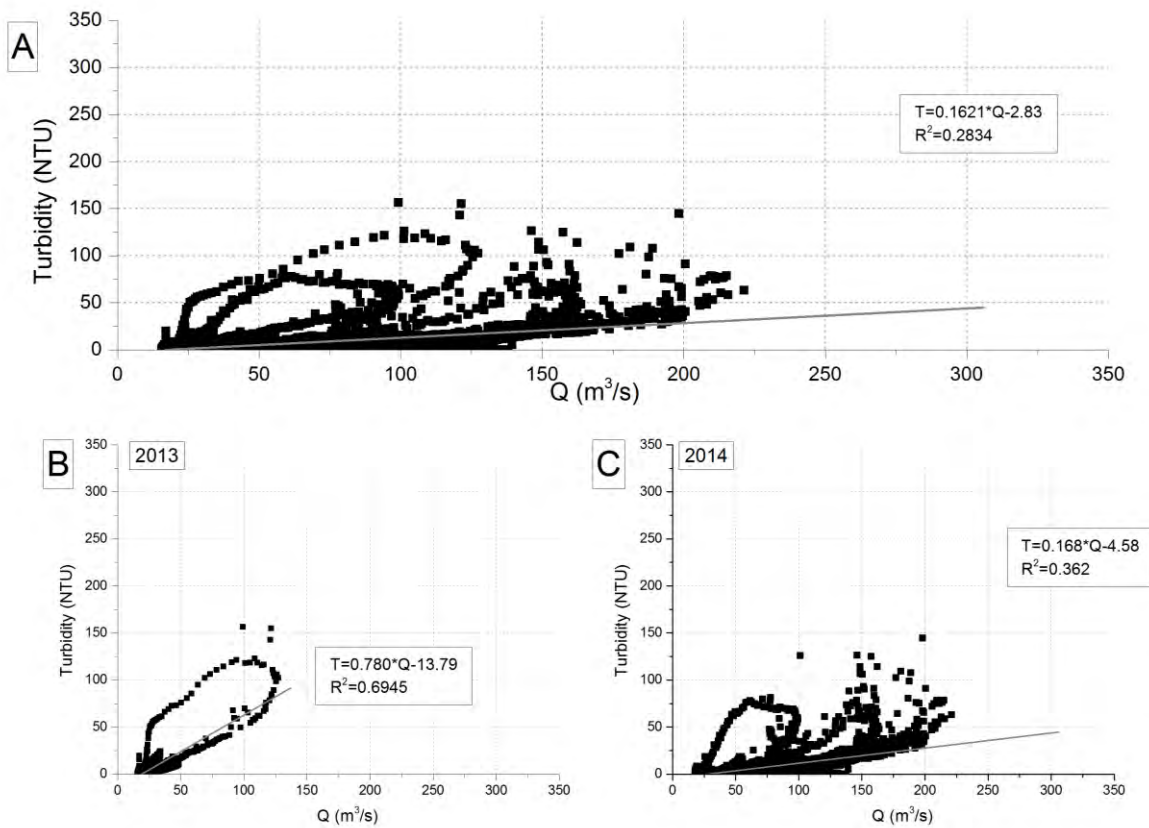 A
350
300
250
200
150
100
50
0
Turbidity (NTU)
T=0.1621*Q-2.83
R²=0.2834
0 50 100 150 200 250 300 350
Q (m³/s)
B
2013
350
300
250
200
150
100
50
0
Turbidity (NTU)
T=0.780*Q-13.79
R²=0.6945
0 50 100 150 200 250 300 350
Q (m³/s)
C
2014
350
300
250
200
150
100
50
0
Turbidity (NTU)
T=0.168*Q-4.58
R²=0.362
0 50 100 150 200 250 300 350
Q (m³/s)